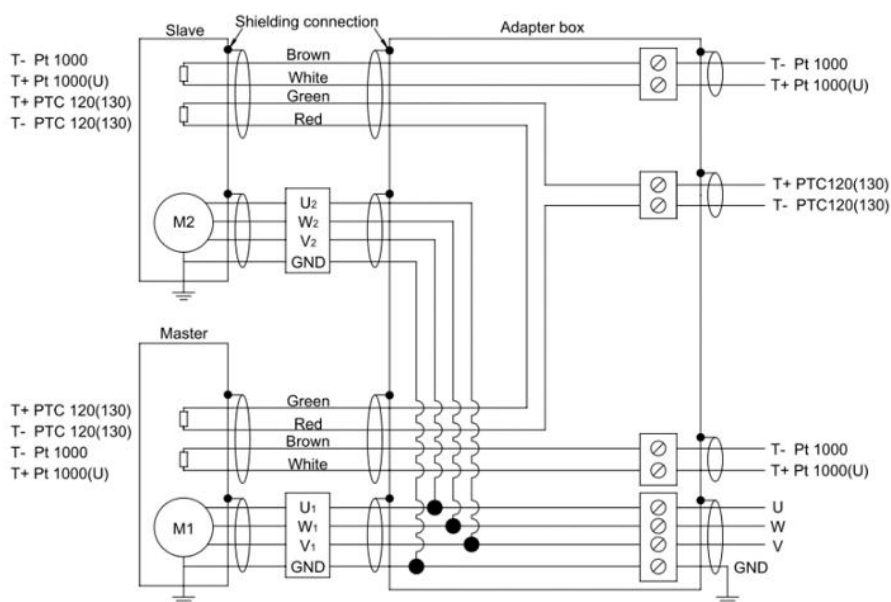 Shielding connection
Slave
Adapter box
T- Pt 1000
T+ Pt 1000(U)
T+ PTC 120(130)
T- PTC 120(130)
Brown
White
Green
Red
T- Pt 1000
T+ Pt 1000(U)
T+ PTC120(130)
T- PTC120(130)
M2
U2
W2
V2
GND
Master
T+ PTC 120(130)
T- PTC 120(130)
T- Pt 1000
T+ Pt 1000(U)
Green
Red
Brown
White
T- Pt 1000
T+ Pt 1000(U)
M1
U1
W1
V1
GND
U
W
V
GND